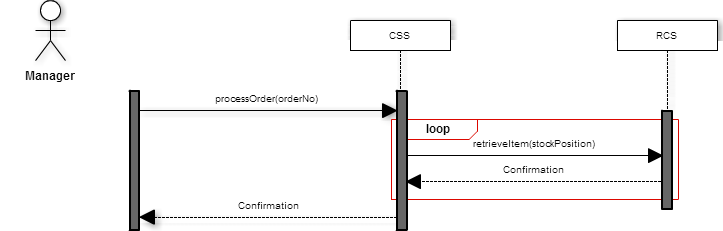 CSS
RCS
Manager
processOrder(orderNo)
loop
retrieveItem(stockPosition)
Confirmation
Confirmation